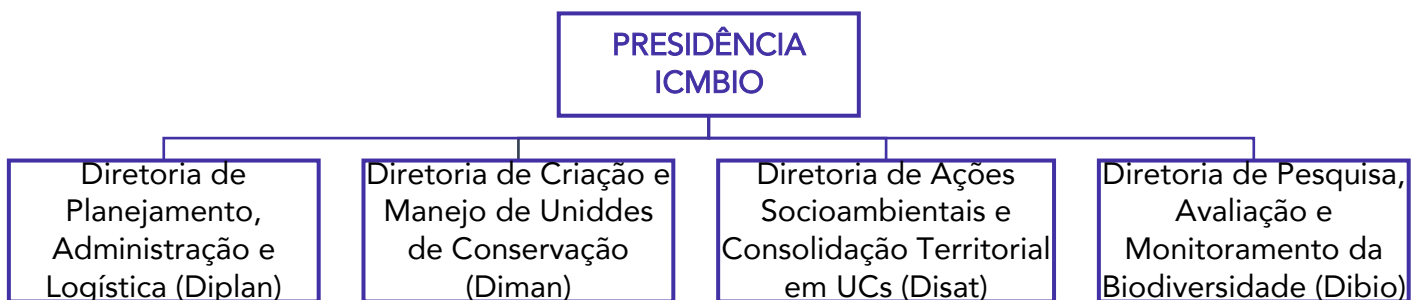 PRESIDÊNCIA
ICMBIO
Diretoria de
Planejamento,
Administração e
Logística (Diplan)
Diretoria de Criação e
Manejo de Uniddes
de Conservação
(Diman)
Diretoria de Ações
Socioambientais e
Consolidação Territorial
em UCs (Disat)
Diretoria de Pesquisa,
Avaliação e
Monitoramento da
Biodiversidade (Dibio)